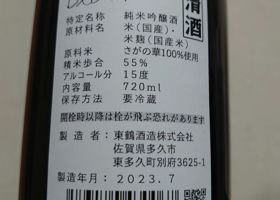 清酒
特定名称 純米吟醸酒
原材料名 米(国産)・
米麹(国産米)
原料米 さがの華100%使用
精米歩合 55%
アルコール分 15度
内容量 720ml
保存方法 要冷蔵
開栓時以降は栓が飛ぶ恐れがあります
製造者:東鶴酒造株式会社
佐賀県多久市
東多久町別府3625-1
製造年月:2023.7